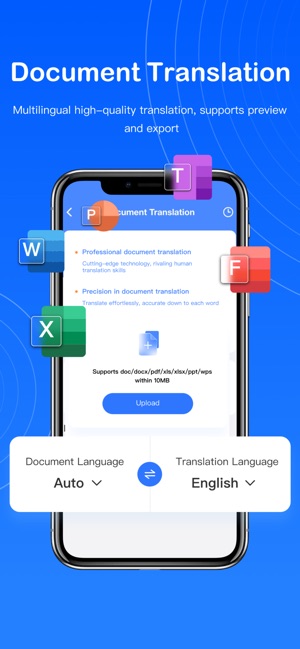 Document Translation
Multilingual high-quality translation, supports preview
and export
T
P
ocument Translation
W
Professional document translation
Cutting-edge technology, rivaling human
translation skills
F
Precision in document translation
Translate effortlessly, accurate down to each word
X
Supports doc/docx/pdf/xls/xlsx/ppt/wps
within 10MB
Upload
Document Language
Translation Language
Auto
English